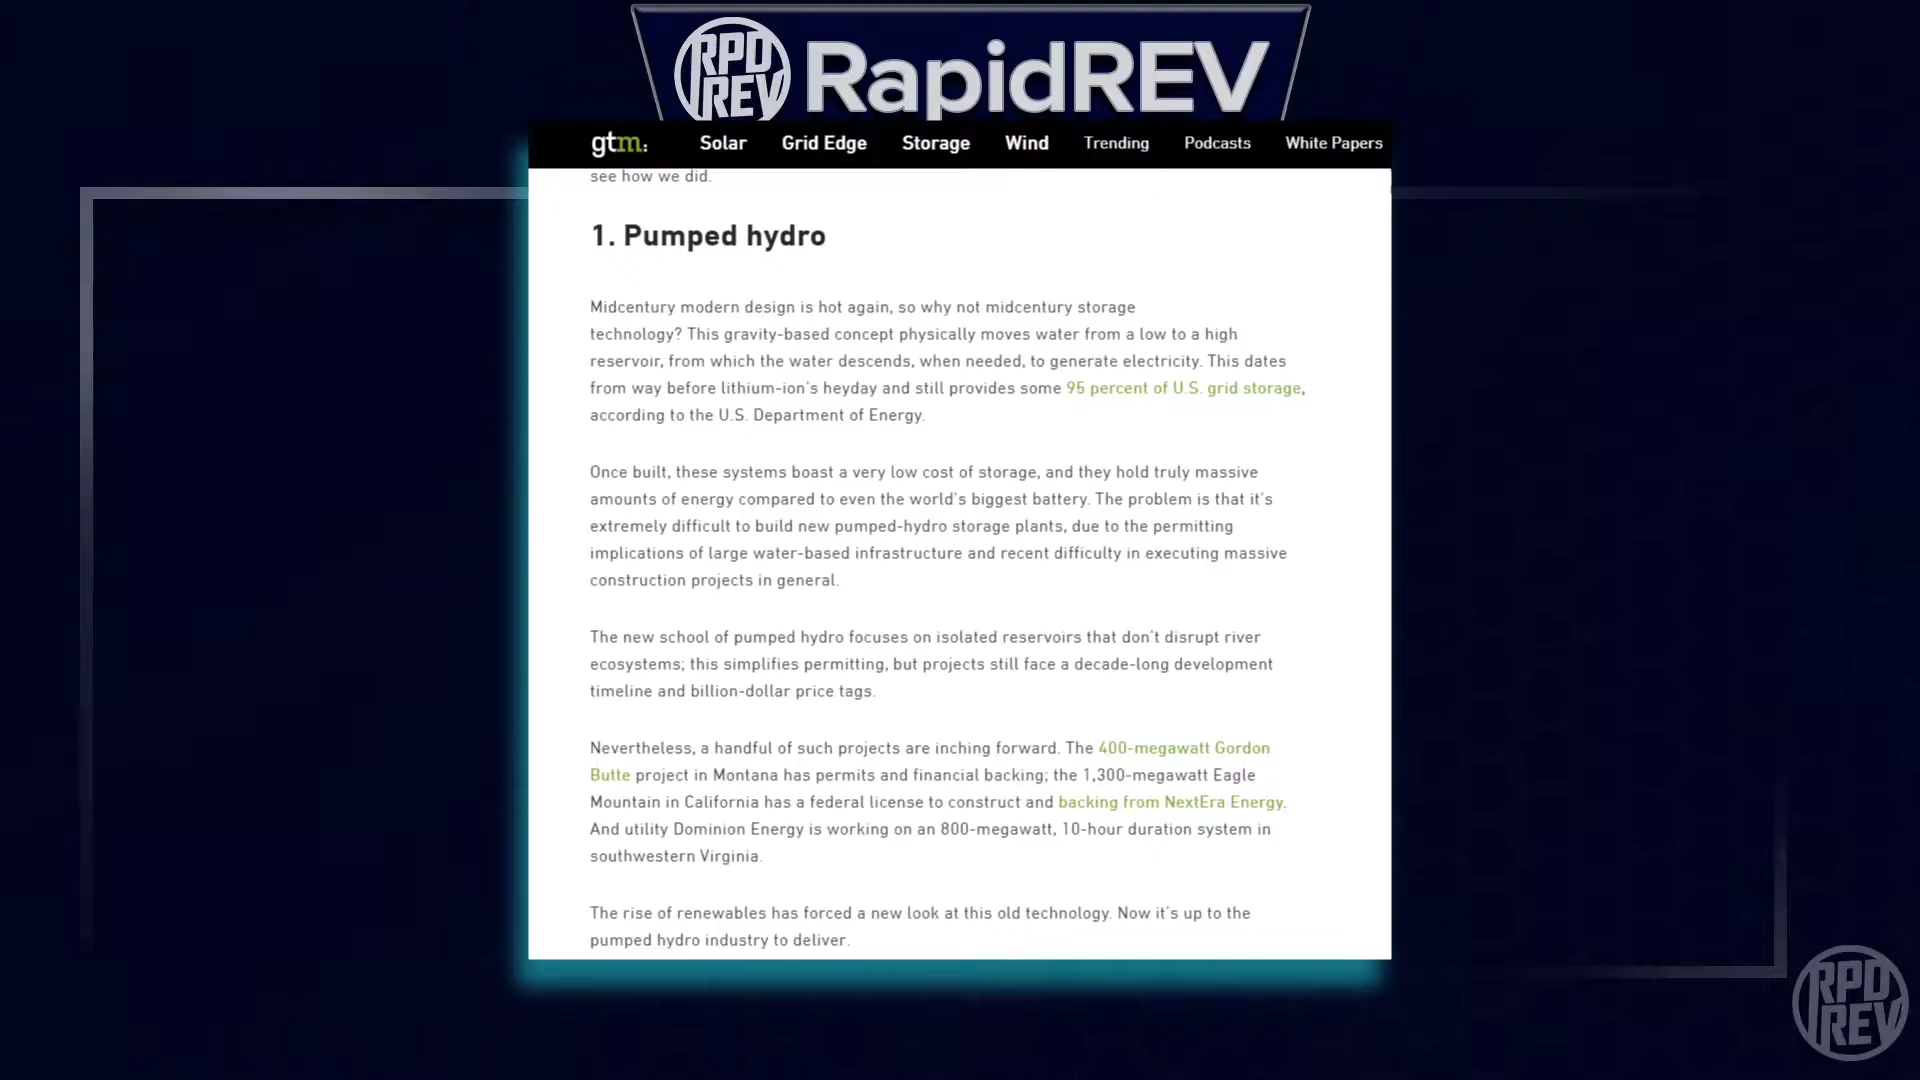 RPD
REV
RapidREV
gtm:
Solar Grid Edge Storage Wind Trending Podcasts White Papers
see how we did.
1. Pumped hydro
Midcentury modern design is hot again, so why not midcentury storage
technology? This gravity-based concept physically moves water from a low to a high
reservoir, from which the water descends, when needed, to generate electricity. This dates
from way before lithium-ion's heyday and still provides some 95 percent of U.S. grid storage,
according to the U.S. Department of Energy.
Once built, these systems boast a very low cost of storage, and they hold truly massive
amounts of energy compared to even the world's biggest battery. The problem is that it's
extremely difficult to build new pumped-hydro storage plants, due to the permitting
implications of large water-based infrastructure and recent difficulty in executing massive
construction projects in general.
The new school of pumped hydro focuses on isolated reservoirs that don't disrupt river
ecosystems; this simplifies permitting, but projects still face a decade-long development
timeline and billion-dollar price tags.
Nevertheless, a handful of such projects are inching forward. The 400-megawatt Gordon
Butte project in Montana has permits and financial backing; the 1,300-megawatt Eagle
Mountain in California has a federal license to construct and backing from NextEra Energy.
And utility Dominion Energy is working on an 800-megawatt, 10-hour duration system in
southwestern Virginia.
The rise of renewables has forced a new look at this old technology. Now it's up to the
pumped hydro industry to deliver.
RPD
REV